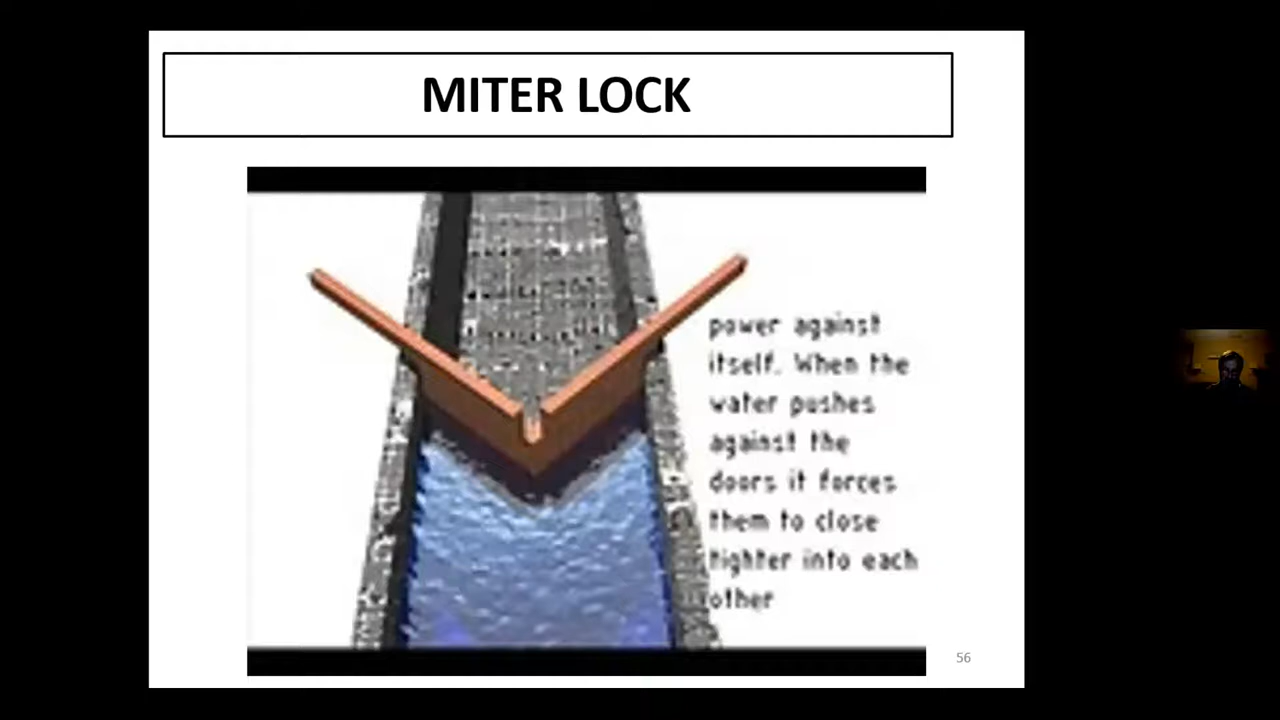 MITER LOCK
power against
itself. When the
water pushes
against the
doors it forces
them to close
tighter into each
other
56